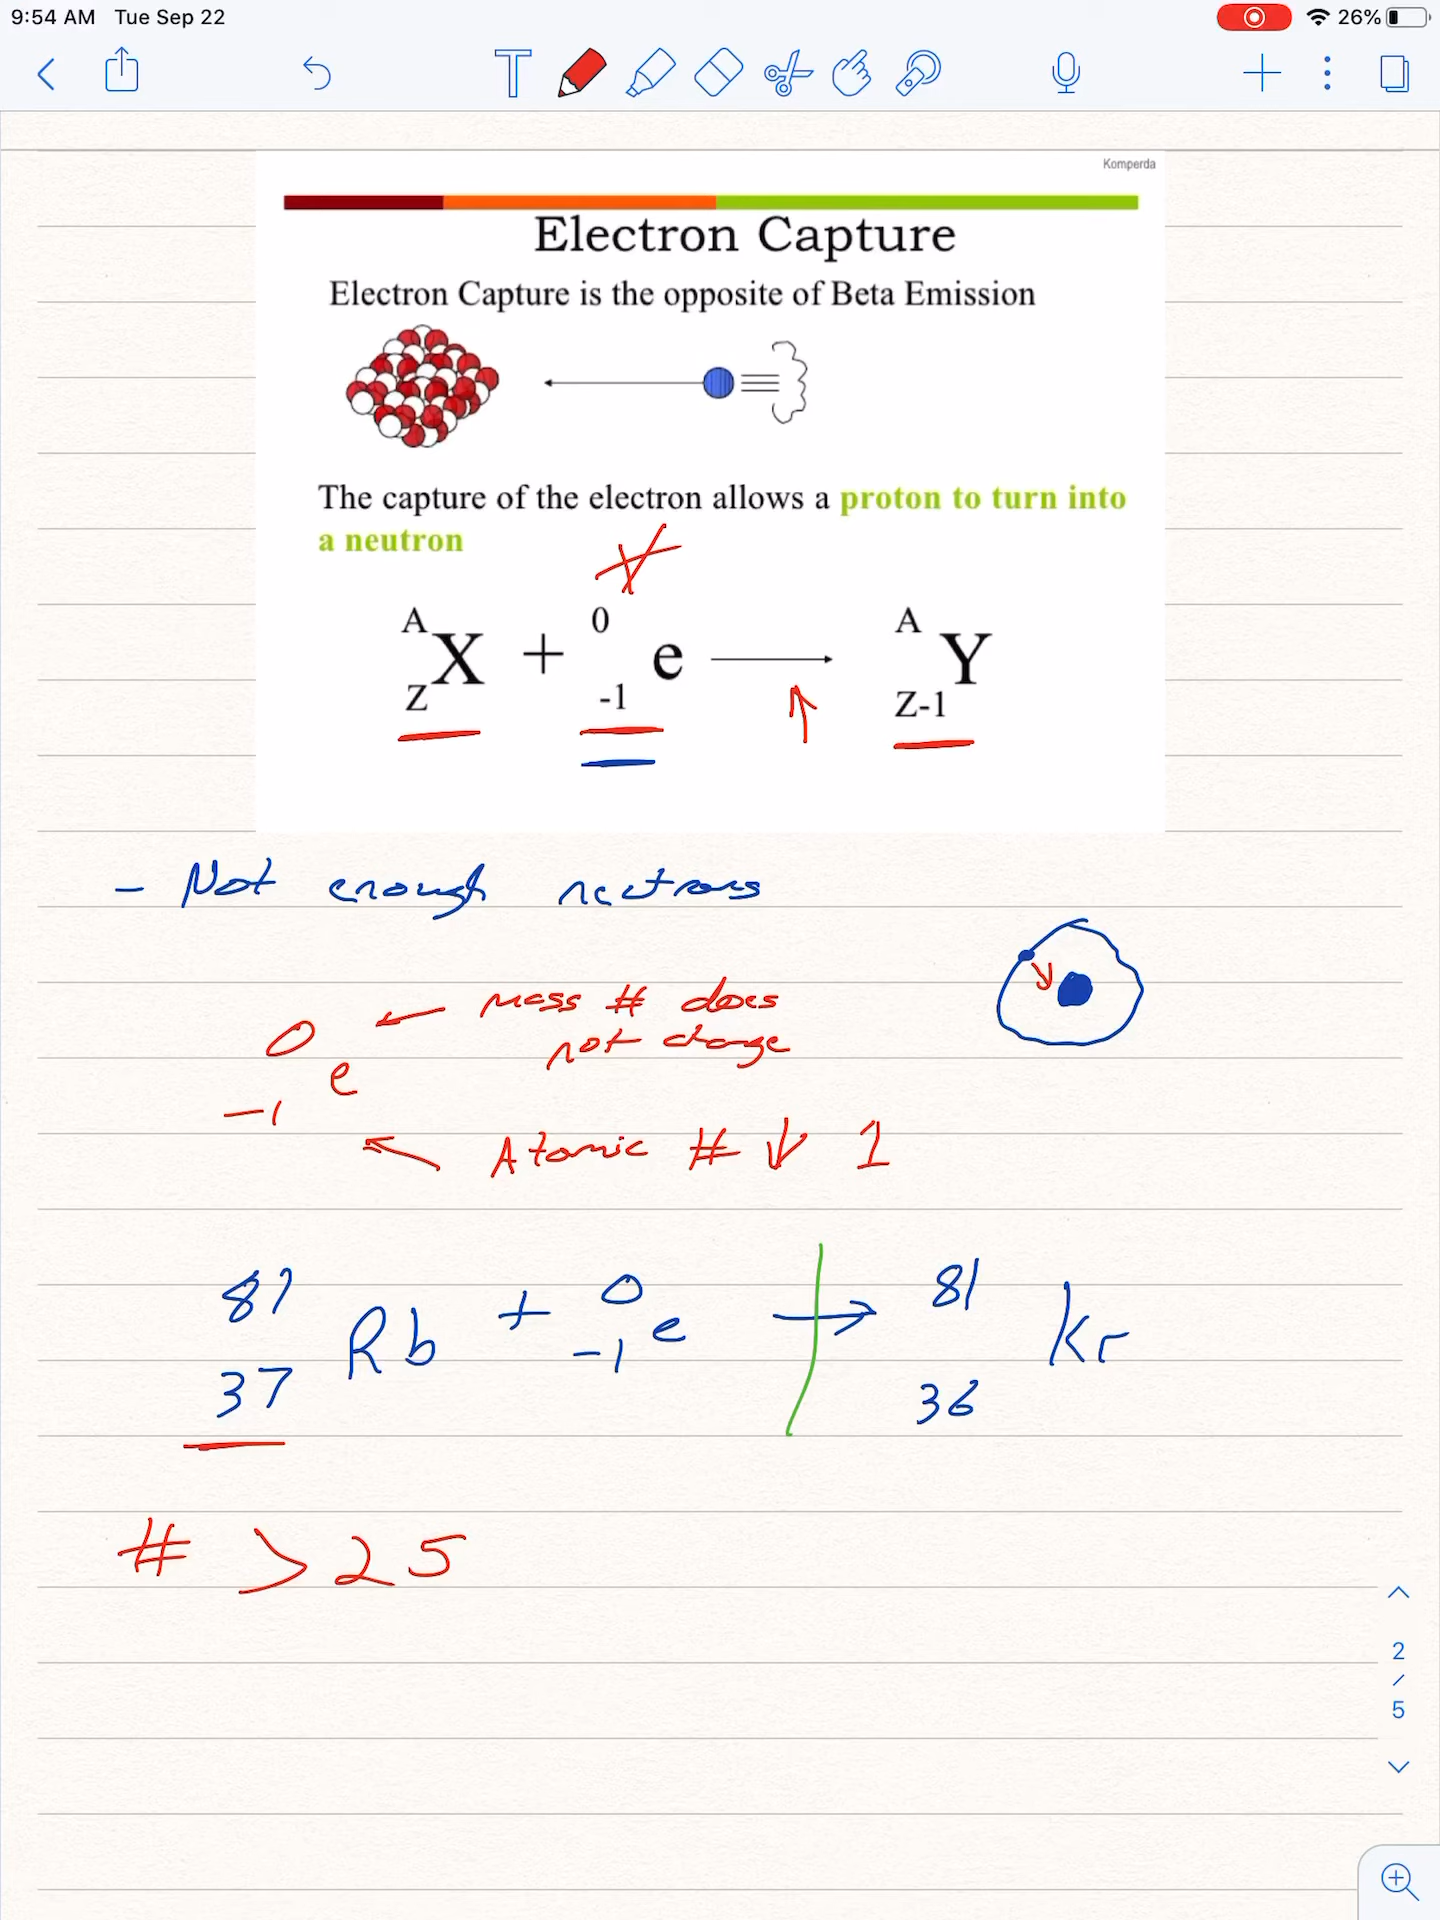 9:54 AM Tue Sep 22
26%
T
Komperda
Electron Capture
Electron Capture is the opposite of Beta Emission
The capture of the electron allows a proton to turn into
a neutron
A 0 A
X + e Y
Z -1 Z-1
- Not enough neutrons
0 mass # does
not change
e
-1
Atomic # ↓ 1
81 0 81
Rb + e → Kr
37 -1 36
# > 25
2
/
5